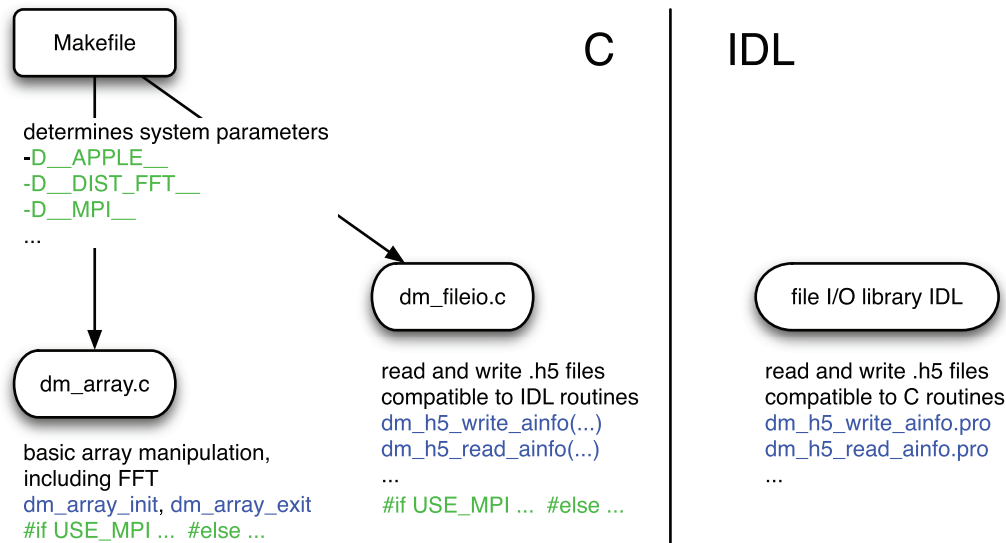 Makefile
C
IDL
determines system parameters
-D__APPLE__
-D__DIST_FFT__
-D__MPI__
...
dm_fileio.c
file I/O library IDL
dm_array.c
read and write .h5 files
compatible to IDL routines
dm_h5_write_ainfo(...)
dm_h5_read_ainfo(...)
...
#if USE_MPI ... #else ...
read and write .h5 files
compatible to C routines
dm_h5_write_ainfo.pro
dm_h5_read_ainfo.pro
...
basic array manipulation,
including FFT
dm_array_init, dm_array_exit
#if USE_MPI ... #else ...